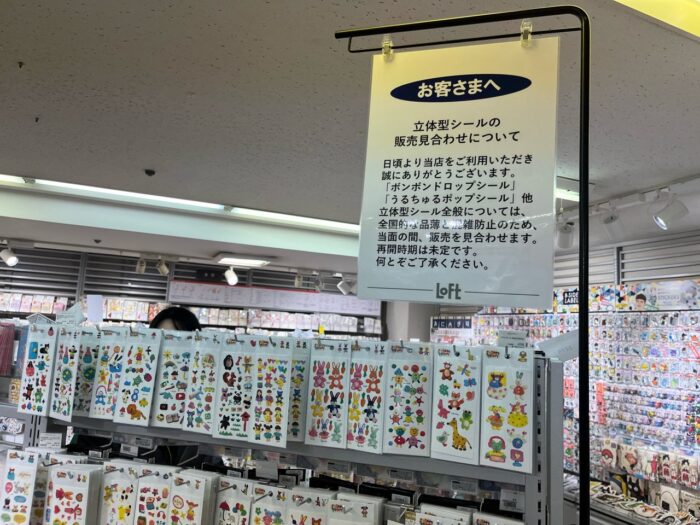 お客さまへ
立体型シールの
販売見合わせについて
日頃より当店をご利用いただき
誠にありがとうございます。
「ボンボンドロップシール」
「うるちゅるポップシール」他
立体型シール全般については、
全国的な品薄と混雑防止のため、
当面の間、販売を見合わせます。
再開時期は未定です。
何とぞご了承ください。
LoFt
B-SIDE
LABEL